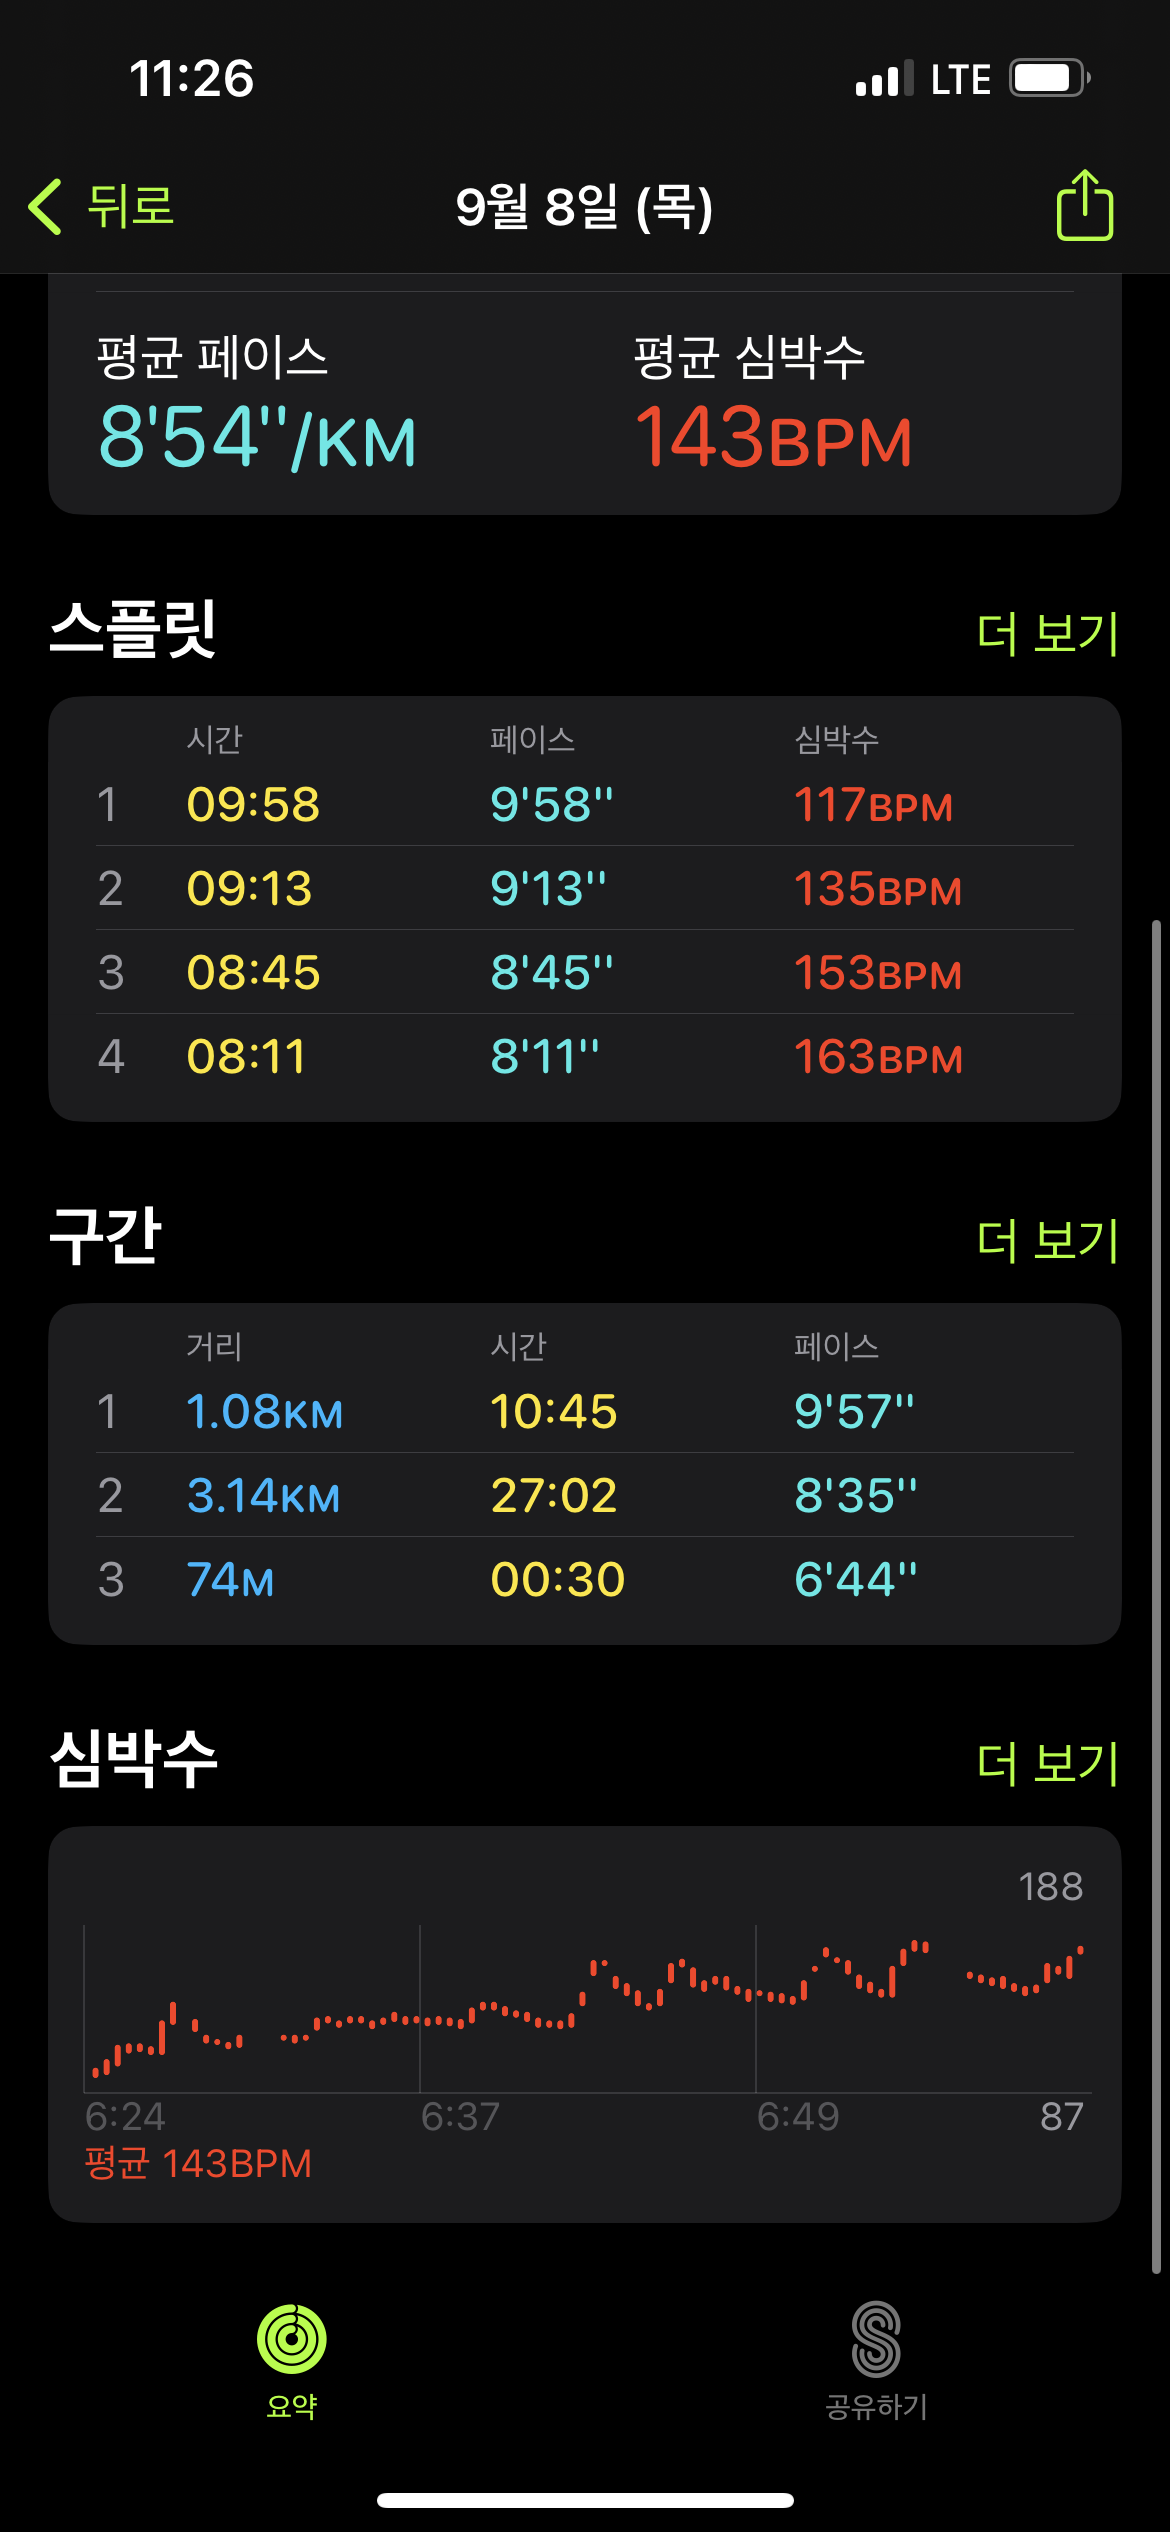 11:26 LTE
뒤로 9월 8일 (목)
평균 페이스 평균 심박수
8'54"/KM 143BPM
스플릿 더 보기
시간 페이스 심박수
1 09:58 9'58" 117BPM
2 09:13 9'13" 135BPM
3 08:45 8'45" 153BPM
4 08:11 8'11" 163BPM
구간 더 보기
거리 시간 페이스
1 1.08KM 10:45 9'57"
2 3.14KM 27:02 8'35"
3 74M 00:30 6'44"
심박수 더 보기
188
6:24 6:37 6:49 87
평균 143BPM
요약 공유하기